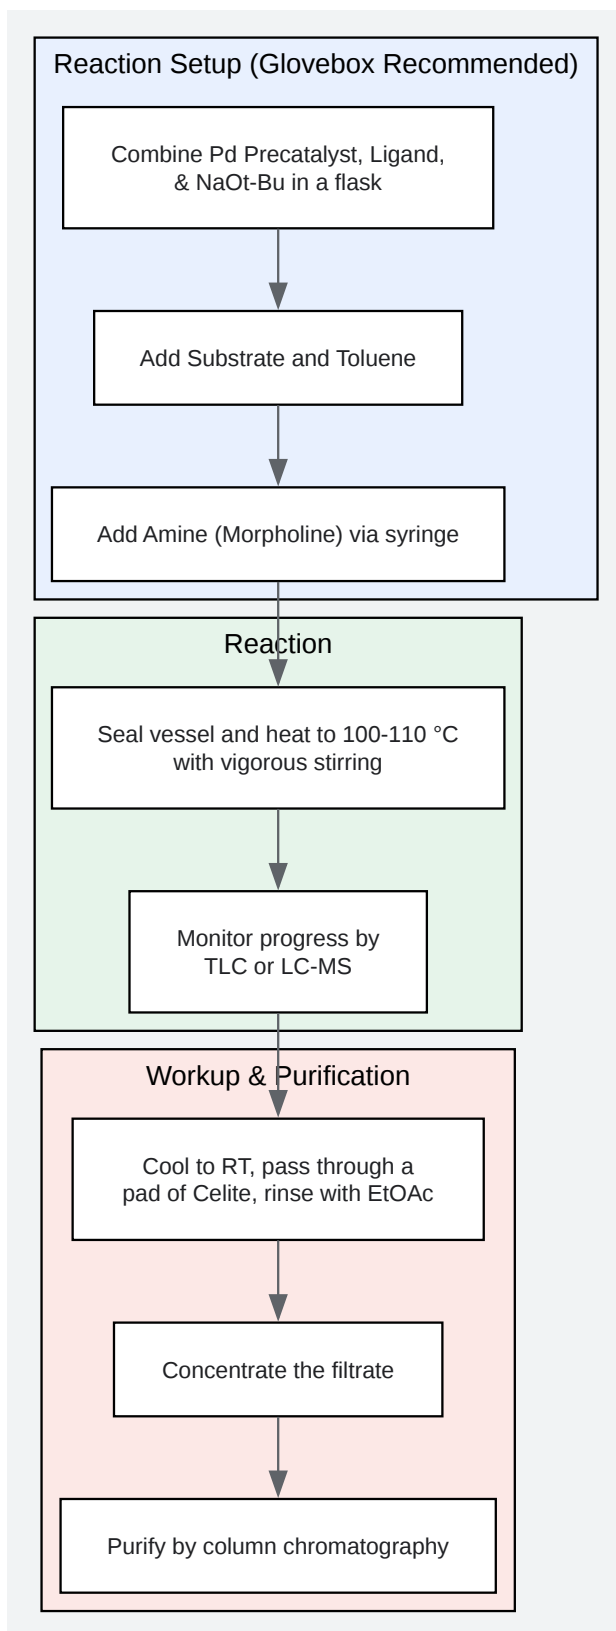 Reaction Setup (Glovebox Recommended)
Combine Pd Precatalyst, Ligand,
& NaOt-Bu in a flask
Add Substrate and Toluene
Add Amine (Morpholine) via syringe
Reaction
Seal vessel and heat to 100-110 °C
with vigorous stirring
Monitor progress by
TLC or LC-MS
Workup & Purification
Cool to RT, pass through a
pad of Celite, rinse with EtOAc
Concentrate the filtrate
Purify by column chromatography